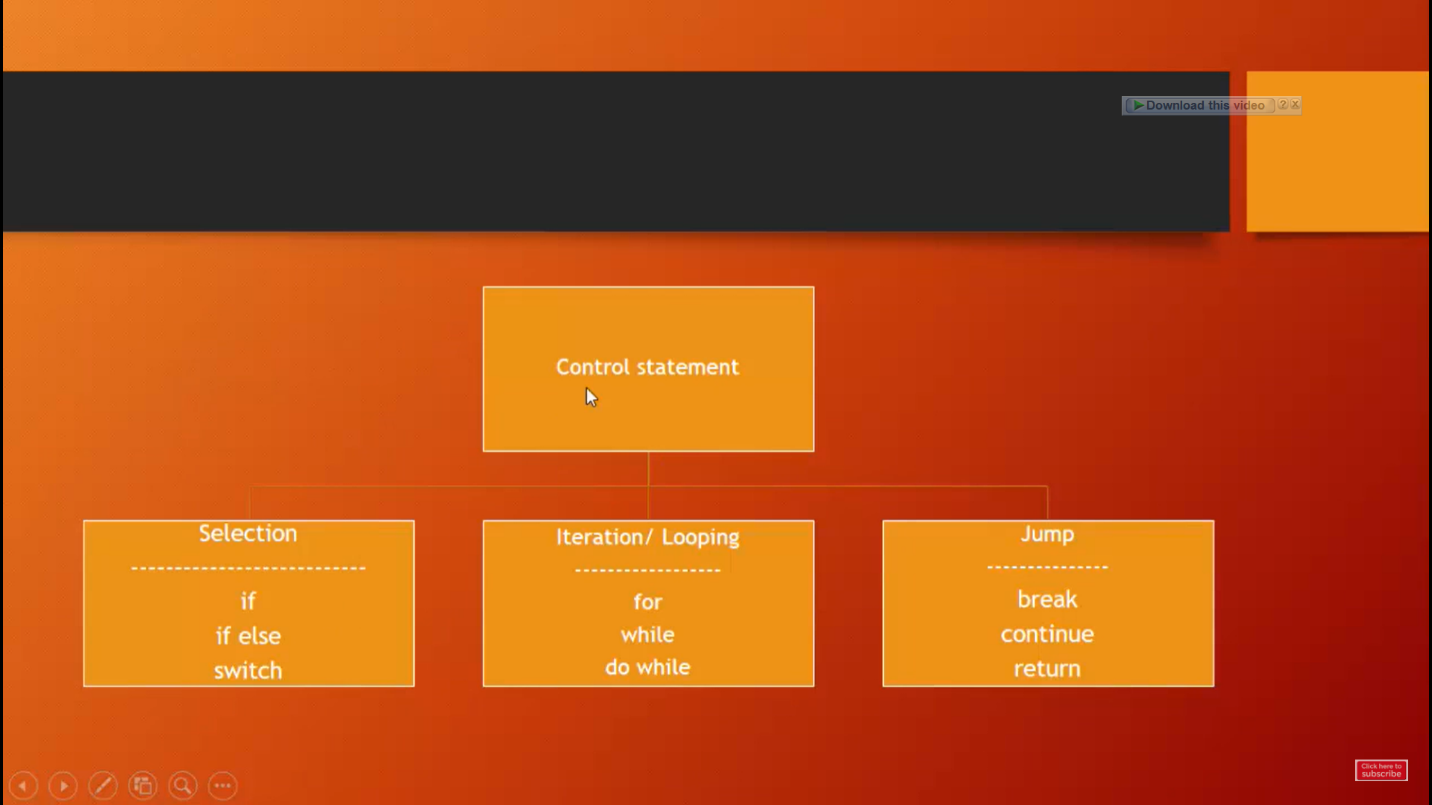 Download this video
Control statement
Selection
---------------------------
if
if else
switch
Iteration/ Looping
------------------
for
while
do while
Jump
---------------
break
continue
return
Click here to
subscribe